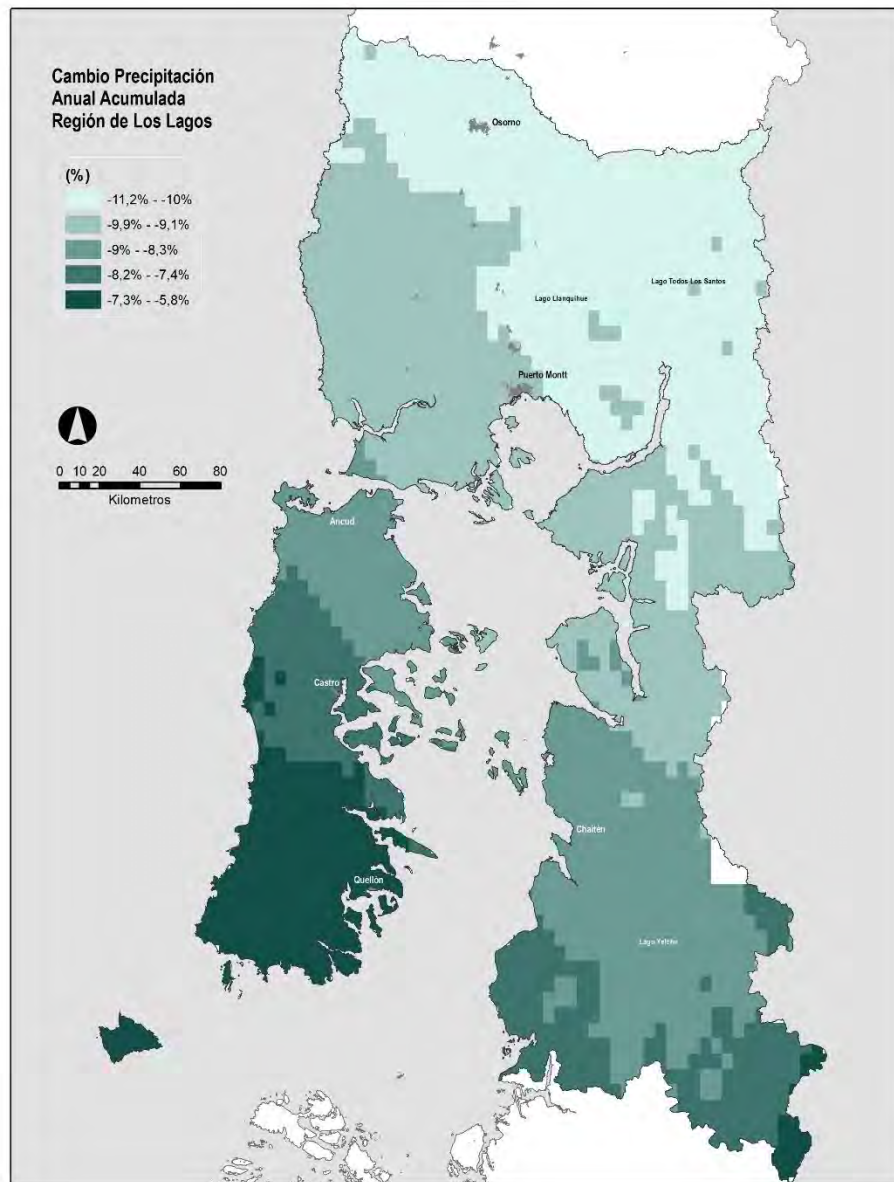 Cambio Precipitación
Anual Acumulada
Región de Los Lagos
(%)
-11,2% - -10%
-9,9% - -9,1%
-9% - -8,3%
-8,2% - -7,4%
-7,3% - -5,8%
0 10 20 40 60 80
Kilometros
Osorno
Lago Todos Los Santos
Lago Llanquihue
Puerto Montt
Ancud
Castro
Chaitén
Quellón
Lago Yelcho